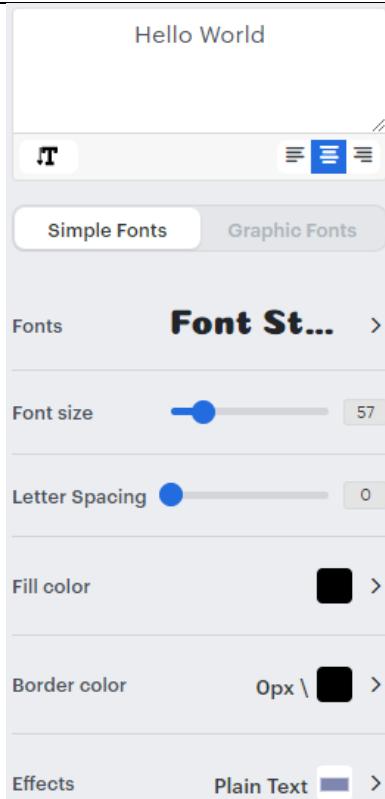 Hello World
T
Simple Fonts Graphic Fonts
Fonts Font St...
Font size 57
Letter Spacing 0
Fill color
Border color 0px \
Effects Plain Text